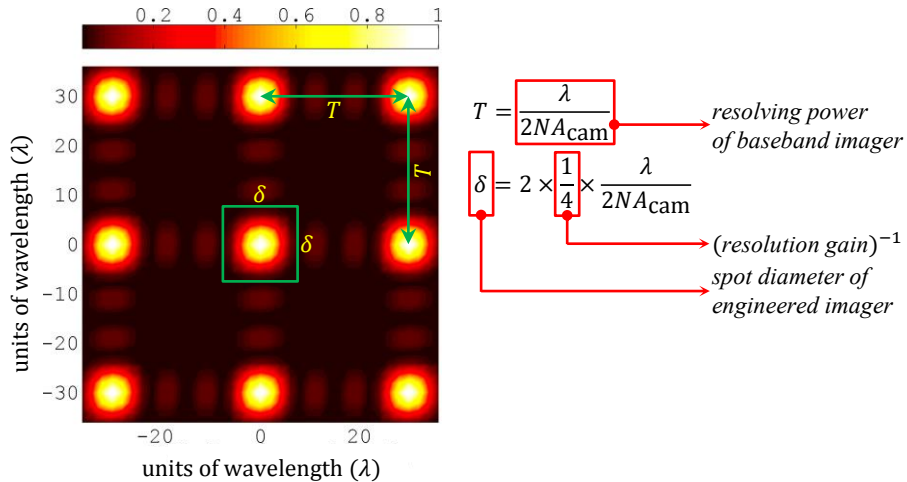 0.2 0.4 0.6 0.8 1
30
20
10
0
-10
-20
-30
-20 0 20
units of wavelength (λ)
units of wavelength (λ)
T
T
δ
δ
T = λ / 2NA_cam
resolving power
of baseband imager
δ = 2 × 1/4 × λ / 2NA_cam
(resolution gain)⁻¹
spot diameter of
engineered imager